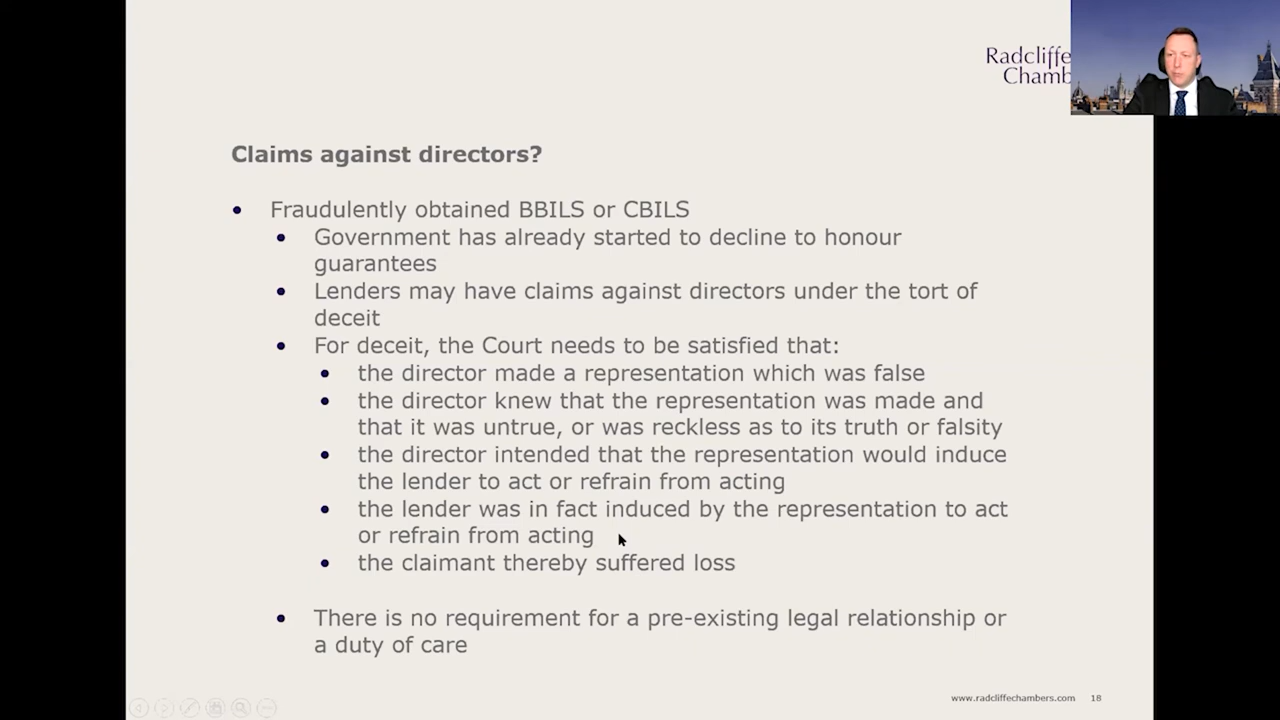 Radcliffe
Chamb
Claims against directors?
• Fraudulently obtained BBILS or CBILS
• Government has already started to decline to honour
guarantees
• Lenders may have claims against directors under the tort of
deceit
• For deceit, the Court needs to be satisfied that:
• the director made a representation which was false
• the director knew that the representation was made and
that it was untrue, or was reckless as to its truth or falsity
• the director intended that the representation would induce
the lender to act or refrain from acting
• the lender was in fact induced by the representation to act
or refrain from acting
• the claimant thereby suffered loss
• There is no requirement for a pre-existing legal relationship or
a duty of care
www.radcliffechambers.com 18